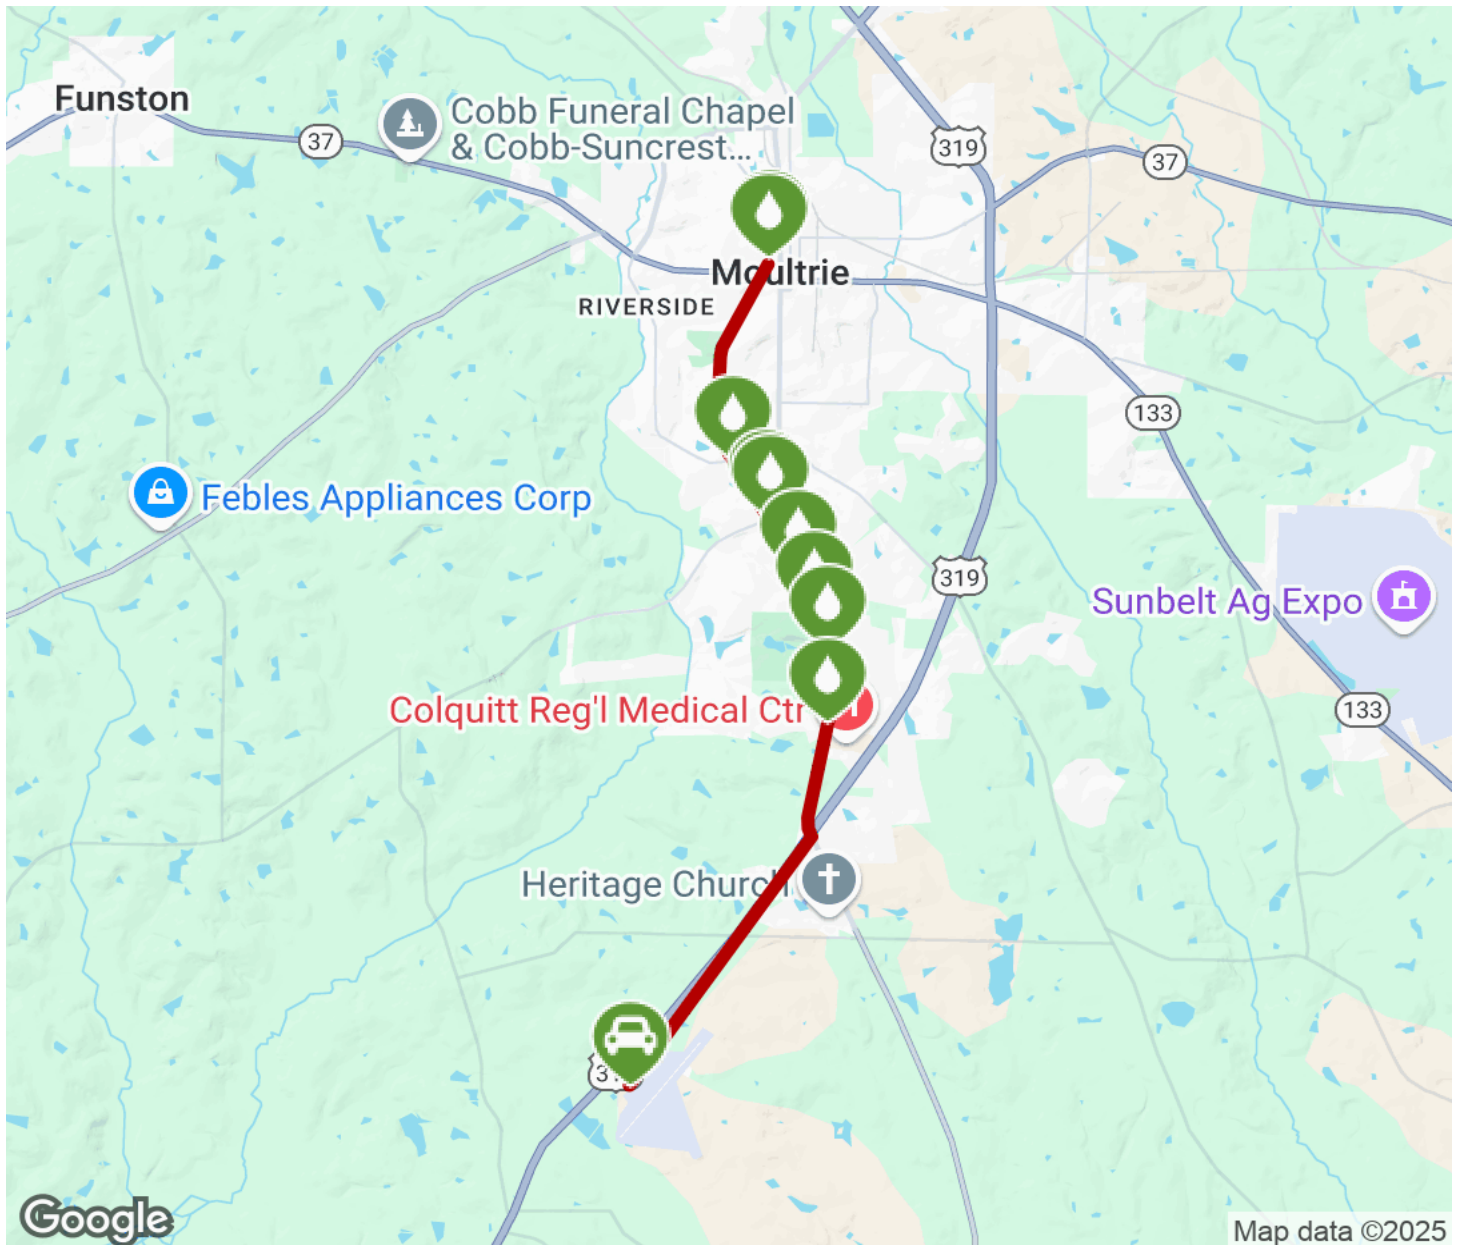 Funston
37
Cobb Funeral Chapel
& Cobb-Suncrest...
319
37
Moultrie
RIVERSIDE
133
Febles Appliances Corp
319
Sunbelt Ag Expo
Colquitt Reg'l Medical Ctr
133
Heritage Church
Google
Map data ©2025